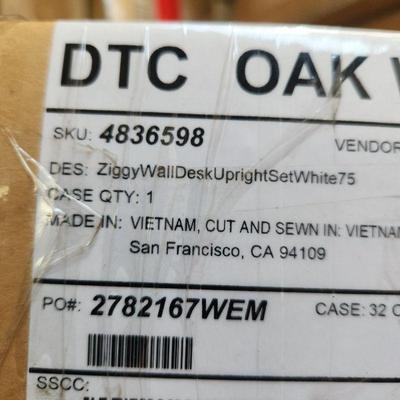 DTC OAK
SKU: 4836598
VENDOR
DES: ZiggyWallDeskUprightSetWhite75
CASE QTY: 1
MADE IN: VIETNAM, CUT AND SEWN IN: VIETNAM
San Francisco, CA 94109
PO#: 2782167WEM
CASE: 32
SSCC: